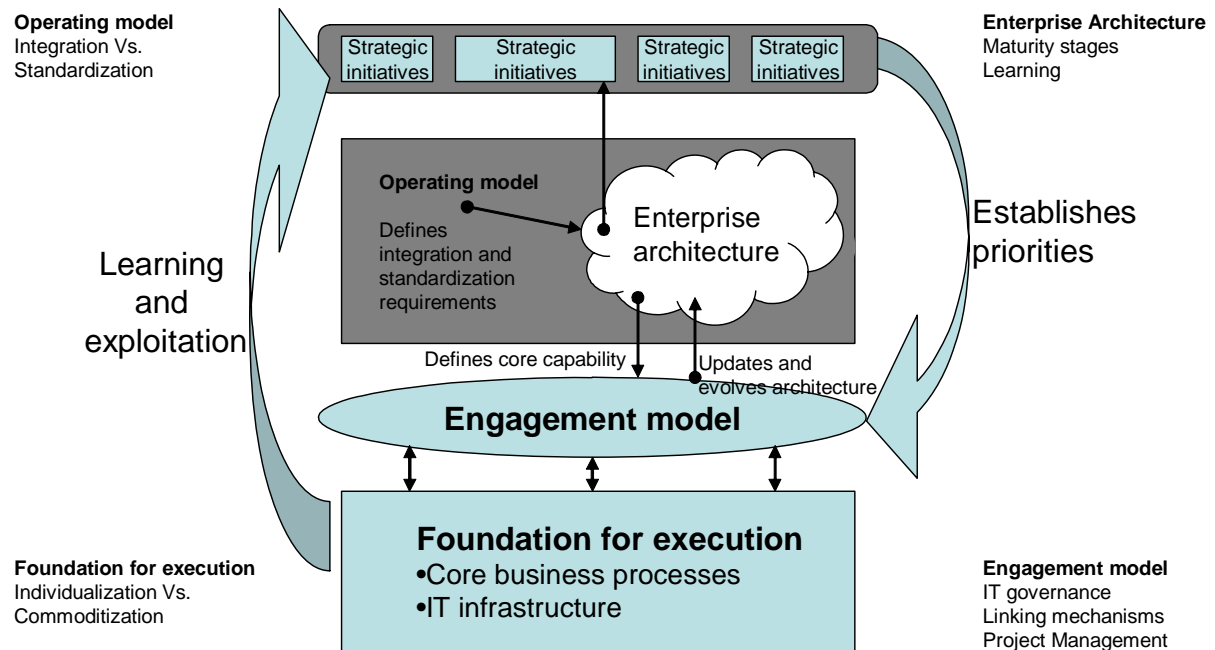 Operating model
Integration Vs.
Standardization
Strategic
initiatives
Strategic
initiatives
Strategic
initiatives
Strategic
initiatives
Enterprise Architecture
Maturity stages
Learning
Operating model
Defines
integration and
standardization
requirements
Enterprise
architecture
Establishes
priorities
Learning
and
exploitation
Defines core capability
Updates and
evolves architecture
Engagement model
Foundation for execution
•Core business processes
•IT infrastructure
Foundation for execution
Individualization Vs.
Commoditization
Engagement model
IT governance
Linking mechanisms
Project Management